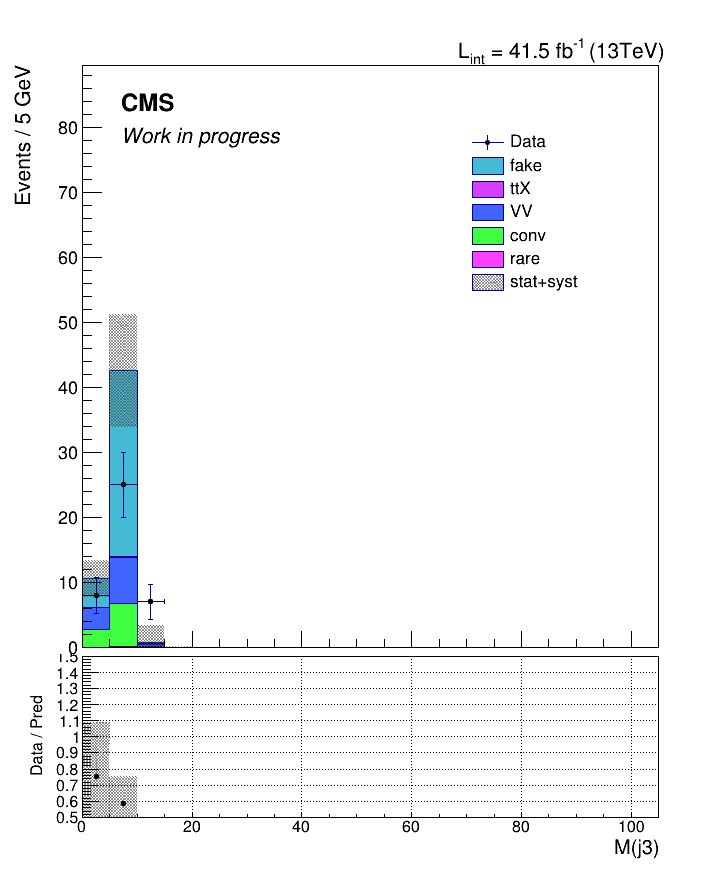 L_int = 41.5 fb^-1 (13TeV)
Events / 5 GeV
CMS
Work in progress
Data
fake
ttX
VV
conv
rare
stat+syst
80
70
60
50
40
30
20
10
0
Data / Pred
1.5
1.4
1.3
1.2
1.1
1
0.9
0.8
0.7
0.6
0.5
0 20 40 60 80 100
M(j3)